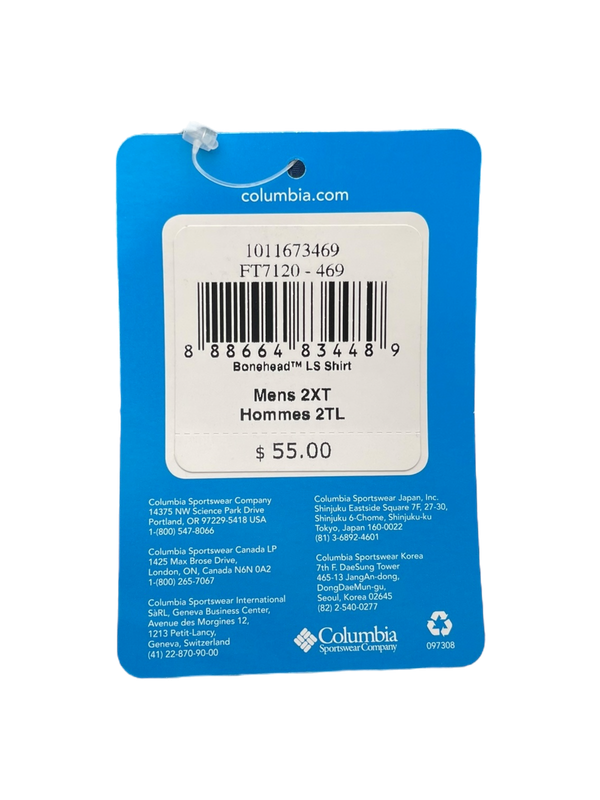 columbia.com
1011673469
FT7120 - 469
8 88664 83448 9
Bonehead™ LS Shirt
Mens 2XT
Hommes 2TL
$ 55.00
Columbia Sportswear Company
14375 NW Science Park Drive
Portland, OR 97229-5418 USA
1-(800) 547-8066
Columbia Sportswear Canada LP
1425 Max Brose Drive,
London, ON, Canada N6N 0A2
1-(800) 265-7067
Columbia Sportswear International
SàRL, Geneva Business Center,
Avenue des Morgines 12,
1213 Petit-Lancy,
Geneva, Switzerland
(41) 22-870-90-00
Columbia Sportswear Japan, Inc.
Shinjuku Eastside Square 7F, 27-30,
Shinjuku 6-Chome, Shinjuku-ku
Tokyo, Japan 160-0022
(81) 3-6892-4601
Columbia Sportswear Korea
7th F. DaeSung Tower
465-13 JangAn-dong,
DongDaeMun-gu,
Seoul, Korea 02645
(82) 2-540-0277
Columbia
Sportswear Company
097308